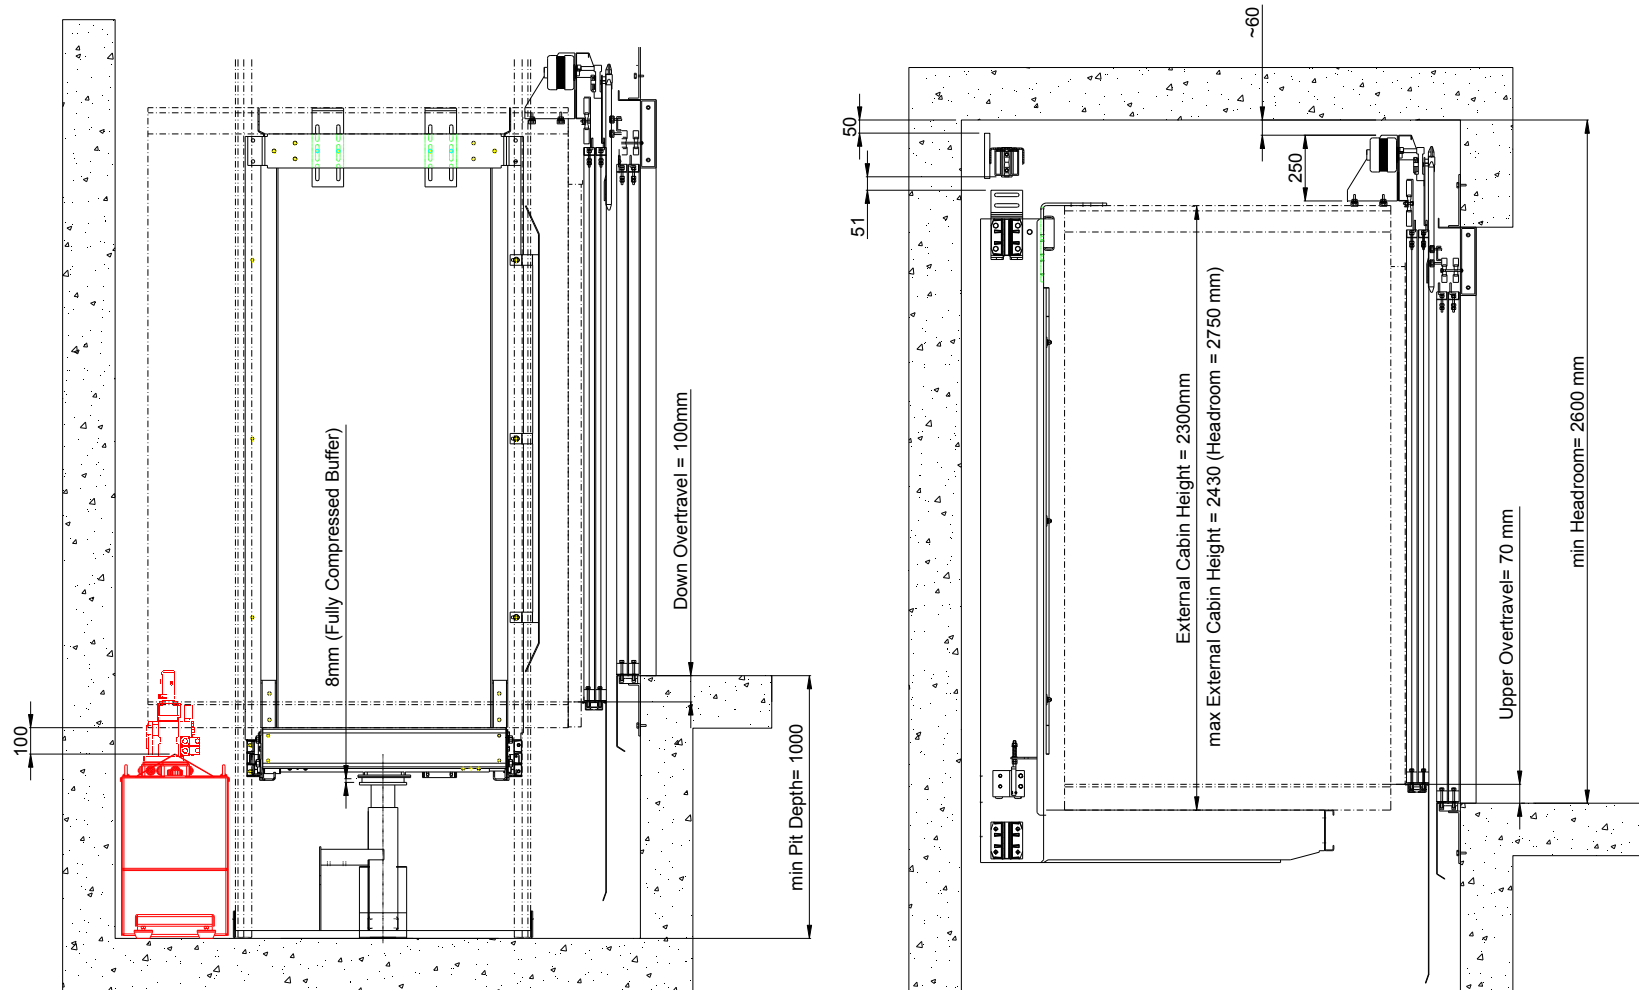 100
8mm (Fully Compressed Buffer)
Down Overtravel = 100mm
min Pit Depth= 1000
50
51
~60
250
External Cabin Height = 2300mm
max External Cabin Height = 2430 (Headroom = 2750 mm)
Upper Overtravel= 70 mm
min Headroom= 2600 mm